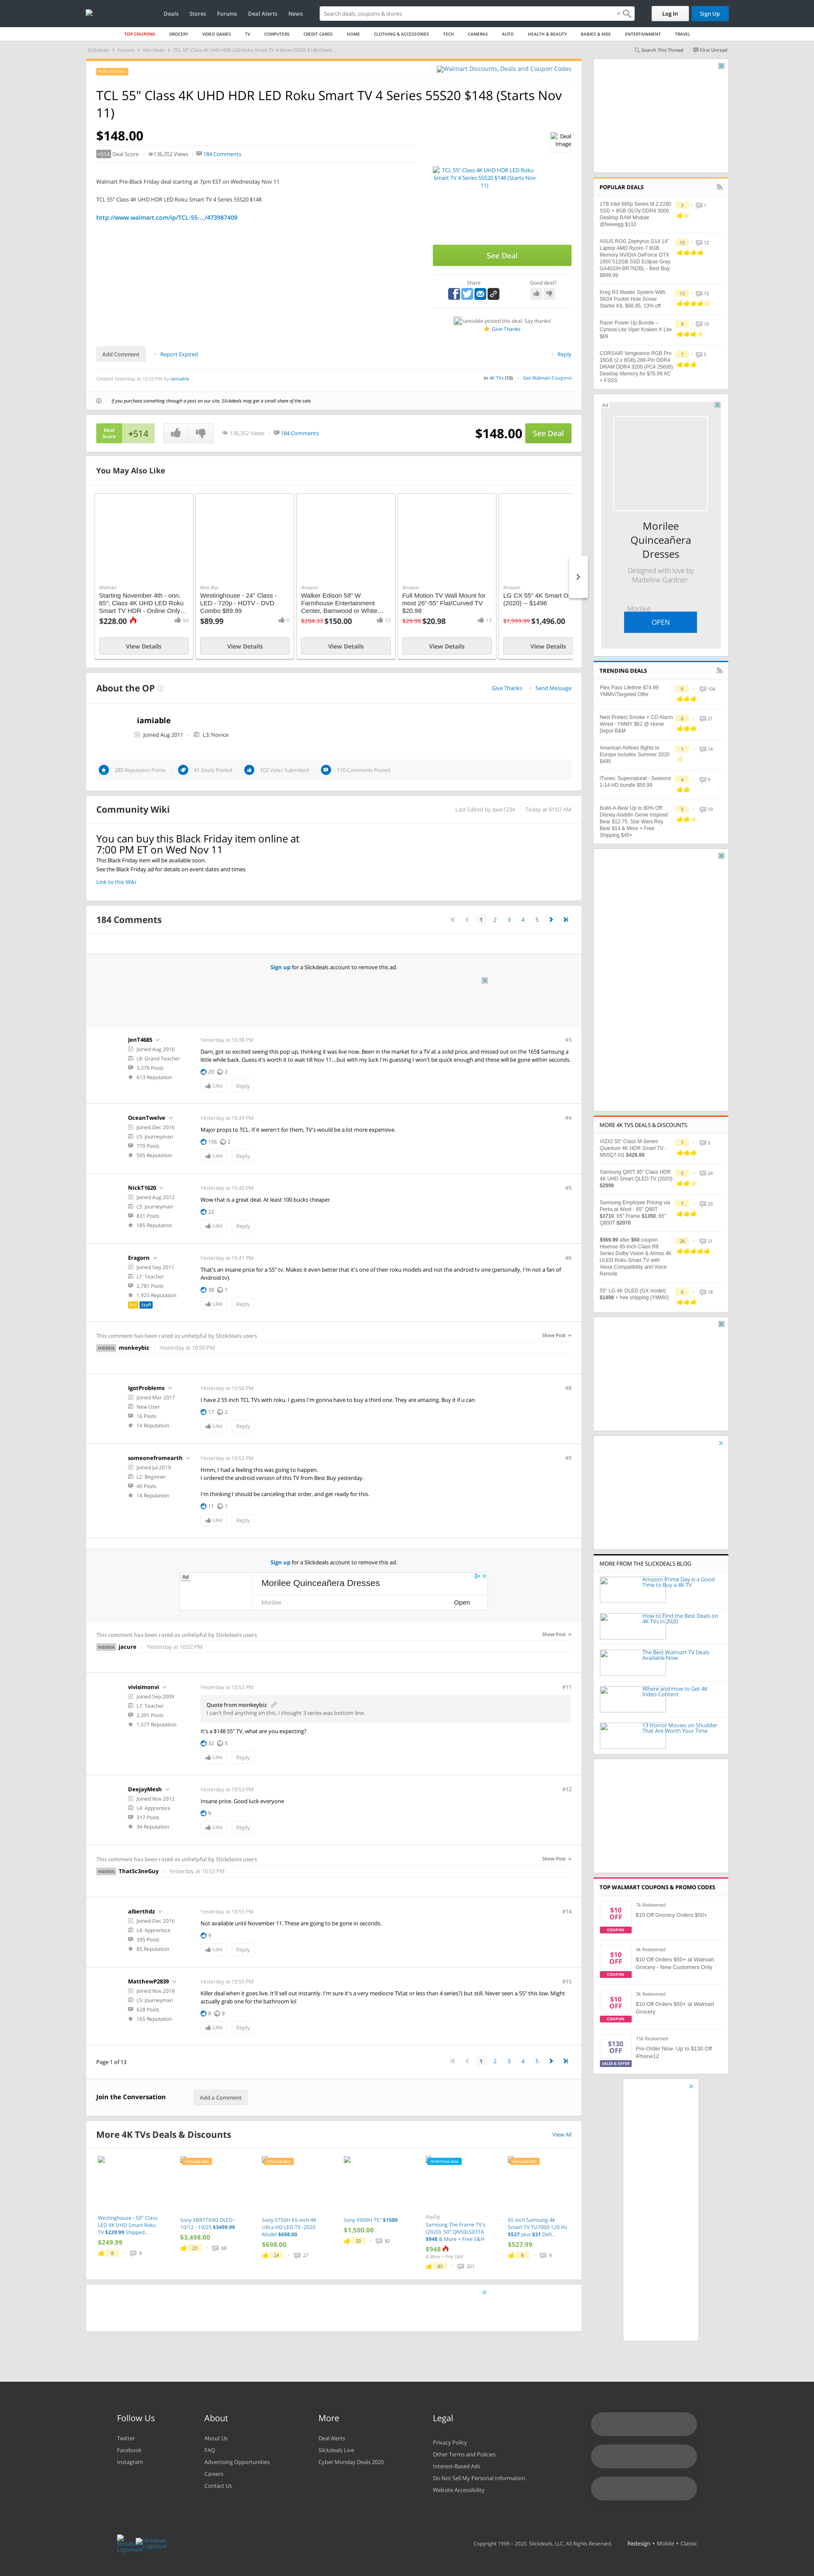 Deals
Stores
Forums
Deal Alerts
News
Search deals, coupons & stores
Log In
Sign Up
TOP COUPONS
GROCERY
VIDEO GAMES
TV
COMPUTERS
CREDIT CARDS
HOME
CLOTHING & ACCESSORIES
TECH
CAMERAS
AUTO
HEALTH & BEAUTY
BABIES & KIDS
ENTERTAINMENT
TRAVEL
Slickdeals
Forums
Hot Deals
TCL 55" Class 4K UHD HDR LED Roku Smart TV 4 Series 55S20 $148 (Starts ...
Search This Thread
First Unread
POPULAR DEAL
Walmart Discounts, Deals and Coupon Codes
TCL 55" Class 4K UHD HDR LED Roku Smart TV 4 Series 55S20 $148 (Starts Nov
11)
$148.00
+514 Deal Score
136,352 Views
184 Comments
Deal
Image
Walmart Pre-Black Friday deal starting at 7pm EST on Wednesday Nov 11
TCL 55" Class 4K UHD HDR LED Roku Smart TV 4 Series 55S20 $148
http://www.walmart.com/ip/TCL-55-.../473987409
TCL 55" Class 4K UHD HDR LED Roku
Smart TV 4 Series 55S20 $148 (Starts Nov
11)
See Deal
Share
Good deal?
iamiable posted this deal. Say thanks!
Give Thanks
Add Comment
Report Expired
Reply
Created Yesterday at 10:35 PM by iamiable
in 4K TVs (10)
Get Walmart Coupons
If you purchase something through a post on our site, Slickdeals may get a small share of the sale.
Deal
Score
+514
136,352 Views
184 Comments
$148.00
See Deal
You May Also Like
Walmart
Starting November 4th - onn.
65"; Class 4K UHD LED Roku
Smart TV HDR - Online Only...
$228.00
94
View Details
Best Buy
Westinghouse - 24" Class -
LED - 720p - HDTV - DVD
Combo $89.99
$89.99
8
View Details
Amazon
Walker Edison 58" W
Farmhouse Entertainment
Center, Barnwood or White...
$204.33 $150.00
15
View Details
Amazon
Full Motion TV Wall Mount for
most 26"-55" Flat/Curved TV
$20.98
$29.98 $20.98
19
View Details
Amazon
LG CX 55" 4K Smart O
(2020) -- $1496
$1,999.99 $1,496.00
View Details
About the OP
Give Thanks
Send Message
iamiable
Joined Aug 2011
L3: Novice
285 Reputation Points
41 Deals Posted
102 Votes Submitted
110 Comments Posted
Community Wiki
Last Edited by qwe1234
Today at 01:07 AM
You can buy this Black Friday item online at
7:00 PM ET on Wed Nov 11
This Black Friday item will be available soon.
See the Black Friday ad for details on event dates and times
Link to this Wiki
184 Comments
1 2 3 4 5
Sign up for a Slickdeals account to remove this ad.
JenT4685
Joined Aug 2016
L8: Grand Teacher
3,376 Posts
613 Reputation
Yesterday at 10:38 PM
#3
Darn, got so excited seeing this pop up, thinking it was live now. Been in the market for a TV at a solid price, and missed out on the 165$ Samsung a
little while back. Guess it's worth it to wait till Nov 11....but with my luck I'm guessing I won't be quick enough and these will be gone within seconds.
20 2
Like
Reply
OceanTwelve
Joined Dec 2016
L5: Journeyman
770 Posts
505 Reputation
Yesterday at 10:39 PM
#4
Major props to TCL. If it weren't for them, TV's would be a lot more expensive.
156 2
Like
Reply
NickT1620
Joined Aug 2012
L5: Journeyman
831 Posts
185 Reputation
Yesterday at 10:40 PM
#5
Wow that is a great deal. At least 100 bucks cheaper.
22
Like
Reply
Eragorn
Joined Sep 2011
L7: Teacher
2,781 Posts
1,925 Reputation
Pro Staff
Yesterday at 10:41 PM
#6
That's an insane price for a 55" tv. Makes it even better that it's one of their roku models and not the android tv one (personally, I'm not a fan of
Android tv).
38 1
Like
Reply
This comment has been rated as unhelpful by Slickdeals users
Show Post
HIDDEN monkeybiz
Yesterday at 10:50 PM
IgotProblems
Joined Mar 2017
New User
16 Posts
14 Reputation
Yesterday at 10:50 PM
#8
I have 2 55 inch TCL TVs with roku. I guess I'm gonna have to buy a third one. They are amazing. Buy it if u can
17 2
Like
Reply
someonefromearth
Joined Jul 2019
L2: Beginner
40 Posts
14 Reputation
Yesterday at 10:52 PM
#9
Hmm, I had a feeling this was going to happen.
I ordered the android version of this TV from Best Buy yesterday.
I'm thinking I should be canceling that order, and get ready for this.
11 1
Like
Reply
Sign up for a Slickdeals account to remove this ad.
Ad
Morilee Quinceañera Dresses
Morilee
Open
This comment has been rated as unhelpful by Slickdeals users
Show Post
HIDDEN jacure
Yesterday at 10:52 PM
vivisimonvi
Joined Sep 2009
L7: Teacher
2,391 Posts
1,577 Reputation
Yesterday at 10:52 PM
#11
Quote from monkeybiz
I can't find anything on this, I thought 3 series was bottom line.
It's a $148 55" TV, what are you expecting?
32 5
Like
Reply
DeejayMesh
Joined Nov 2012
L4: Apprentice
317 Posts
34 Reputation
Yesterday at 10:53 PM
#12
Insane price. Good luck everyone
9
Like
Reply
This comment has been rated as unhelpful by Slickdeals users
Show Post
HIDDEN ThatSc3neGuy
Yesterday at 10:53 PM
alberthdz
Joined Dec 2016
L4: Apprentice
395 Posts
85 Reputation
Yesterday at 10:55 PM
#14
Not available until November 11. These are going to be gone in seconds.
9
Like
Reply
MatthewP2839
Joined Nov 2018
L5: Journeyman
628 Posts
165 Reputation
Yesterday at 10:55 PM
#15
Killer deal when it goes live. It'll sell out instantly. I'm sure it's a very mediocre TV(at or less than 4 series?) but still. Never seen a 55" this low. Might
actually grab one for the bathroom lol
8 9
Like
Reply
Page 1 of 13
1 2 3 4 5
Join the Conversation
Add a Comment
More 4K TVs Deals & Discounts
View All
Westinghouse - 50" Class
LED 4K UHD Smart Roku
TV $229.99 Shipped...
$249.99
8 9
POPULAR DEAL
Sony XBR77A9G OLED -
10/12 - 10/25 $3499.99
$3,498.00
23 68
POPULAR DEAL
Sony X750H 65-inch 4K
Ultra HD LED TV -2020
Model $698.00
$698.00
24 27
Sony X900H 75" $1500
$1,500.00
20 82
FRONTPAGE DEAL
Samsung The Frame TV's
(2020): 50" QN50LS03TA
$948 & More + Free S&H
$948
& More + Free S&H
93 221
POPULAR DEAL
65 Inch Samsung 4k
Smart TV TU7000 120 Hz
$527 plus $31 Dell...
$527.99
8 9
POPULAR DEALS
1TB Intel 665p Series M.2 2280
SSD + 8GB OLOy DDR4 3000
Desktop RAM Module
@Newegg $110
3 1
ASUS ROG Zephyrus G14 14"
Laptop AMD Ryzen 7 8GB
Memory NVIDIA GeForce GTX
1650 512GB SSD Eclipse Gray
GA401IH-BR7N2BL - Best Buy
$899.99
10 12
Kreg R3 Master System With
SK04 Pocket Hole Screw
Starter Kit. $68.95. 13% off
13 15
Razer Power Up Bundle –
Cynosa Lite Viper Kraken X Lite
$69
9 10
CORSAIR Vengeance RGB Pro
16GB (2 x 8GB) 288-Pin DDR4
DRAM DDR4 3200 (PC4 25600)
Desktop Memory for $76.99 AC
+ FSSS
7 5
Ad
Morilee
Quinceañera
Dresses
Designed with love by
Madeline Gardner.
Morilee
OPEN
TRENDING DEALS
Plex Pass Lifetime $74.99
YMMV/Targeted Offer
6 104
Nest Protect Smoke + CO Alarm
Wired - YMMY $62 @ Home
Depot B&M
6 21
American Airlines flights to
Europe includes Summer 2020
$495
1 14
iTunes: Supernatural - Seasons
1-14 HD bundle $59.99
4 9
Build-A-Bear Up to 60% Off:
Disney Aladdin Genie Inspired
Bear $12.75, Star Wars Rey
Bear $14 & More + Free
Shipping $45+
5 10
MORE 4K TVS DEALS & DISCOUNTS
VIZIO 55" Class M-Series
Quantum 4K HDR Smart TV -
M55Q7-H1 $428.99
7 3
Samsung Q80T 85" Class HDR
4K UHD Smart QLED TV (2020)
$2999
5 24
Samsung Employee Pricing via
Perks at Work - 65" Q90T
$1710, 65" Frame $1350, 65"
Q800T $2070
7 20
$569.99 after $60 coupon
Hisense 65-Inch Class R8
Series Dolby Vision & Atmos 4K
ULED Roku Smart TV with
Alexa Compatibility and Voice
Remote
26 21
55" LG 4K OLED (GX model)
$1498 + free shipping (YMMV)
6 18
MORE FROM THE SLICKDEALS BLOG
Amazon Prime Day is a Good
Time to Buy a 4K TV
How to Find the Best Deals on
4K TVs in 2020
The Best Walmart TV Deals
Available Now
Where and How to Get 4K
Video Content
13 Horror Movies on Shudder
That Are Worth Your Time
TOP WALMART COUPONS & PROMO CODES
$10
OFF
COUPON
7k Redeemed
$10 Off Grocery Orders $50+
$10
OFF
COUPON
4k Redeemed
$10 Off Orders $50+ at Walmart
Grocery - New Customers Only
$10
OFF
COUPON
3k Redeemed
$10 Off Orders $50+ at Walmart
Grocery
$130
OFF
SALES & OFFER
156 Redeemed
Pre-Order Now- Up to $130 Off
iPhone12
Follow Us
Twitter
Facebook
Instagram
About
About Us
FAQ
Advertising Opportunities
Careers
Contact Us
More
Deal Alerts
Slickdeals Live
Cyber Monday Deals 2020
Legal
Privacy Policy
Other Terms and Policies
Interest-Based Ads
Do Not Sell My Personal Information
Website Accessibility
Slickdeals
Logomark
Slickdeals
Logotype
Copyright 1999 - 2020. Slickdeals, LLC. All Rights Reserved.
Redesign • Mobile • Classic